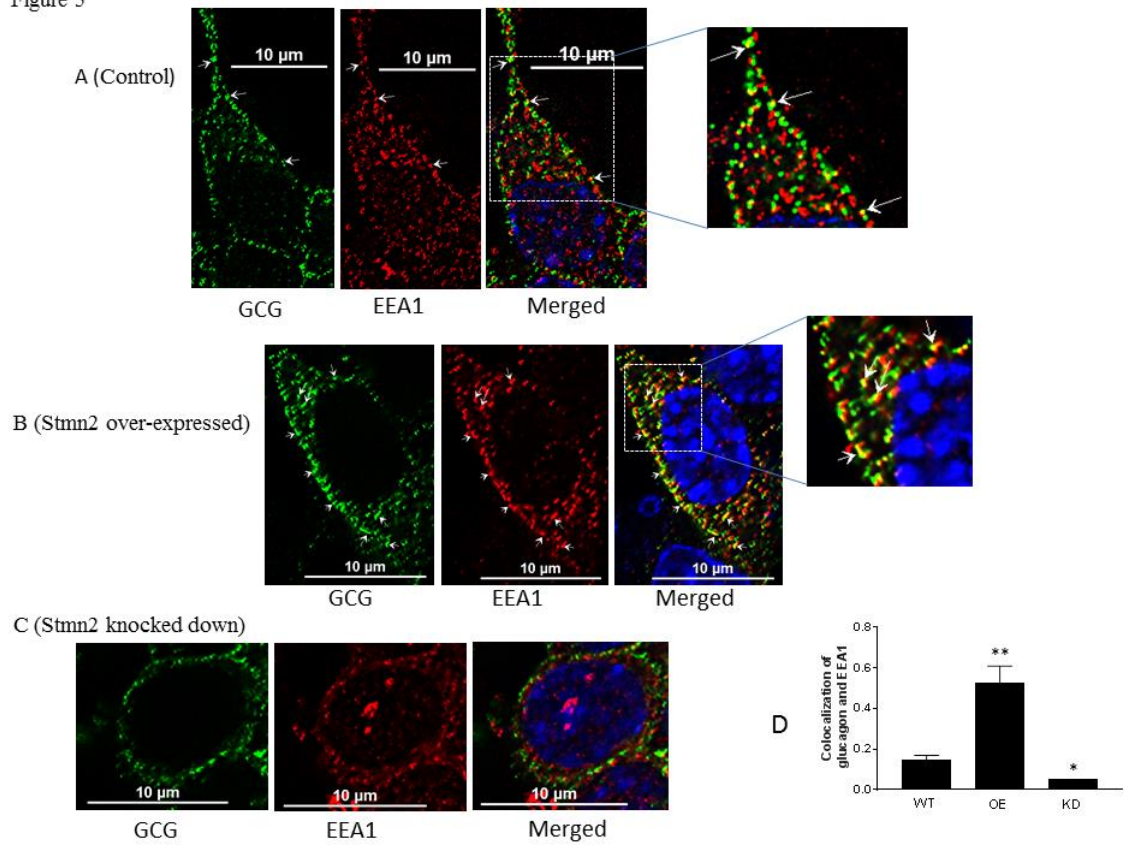 Figure 5
A (Control)
10 µm
10 µm
10 µm
GCG
EEA1
Merged
B (Stmn2 over-expressed)
10 µm
10 µm
10 µm
GCG
EEA1
Merged
C (Stmn2 knocked down)
10 µm
10 µm
10 µm
GCG
EEA1
Merged
D
Colocalization of
glucagon and EEA1
0.8
0.6
0.4
0.2
0.0
**
*
WT
OE
KD